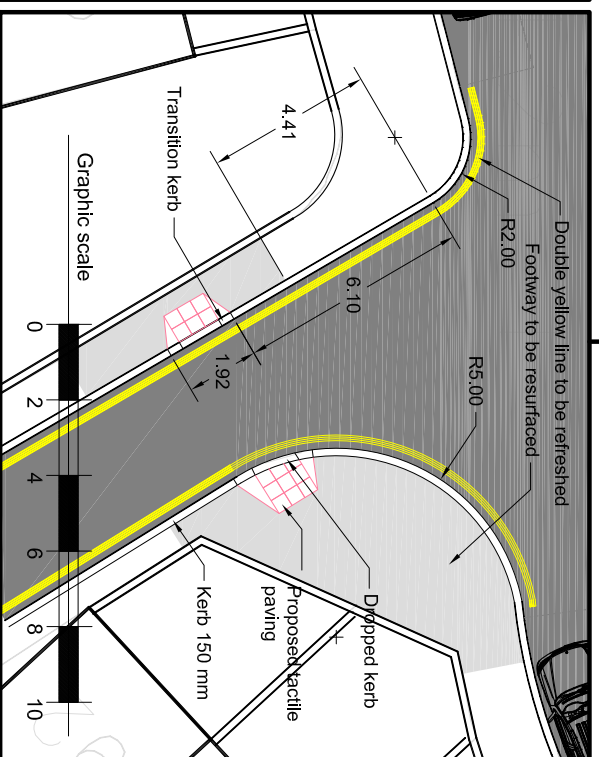 Double yellow line to be refreshed
Footway to be resurfaced
R2.00
R5.00
4.41
Transition kerb
6.10
1.92
Dropped kerb
Proposed tactile
paving
Kerb 150 mm
Graphic scale
0
2
4
6
8
10